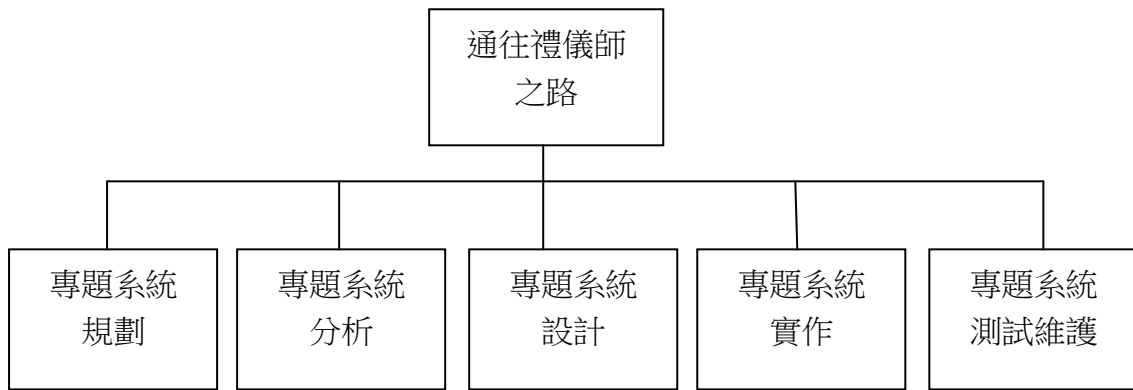 通往禮儀師
之路
專題系統
規劃
專題系統
分析
專題系統
設計
專題系統
實作
專題系統
測試維護